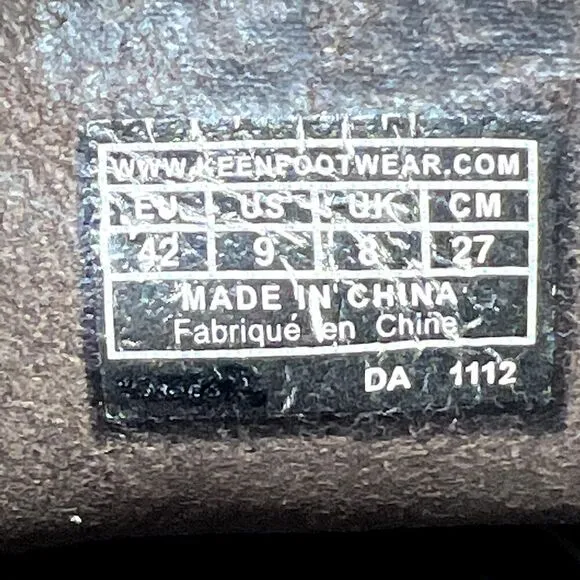 WWW.KEENFOOTWEAR.COM
EU US UK CM
42 9 8 27
MADE IN CHINA
Fabriqué en Chine
DA 1112